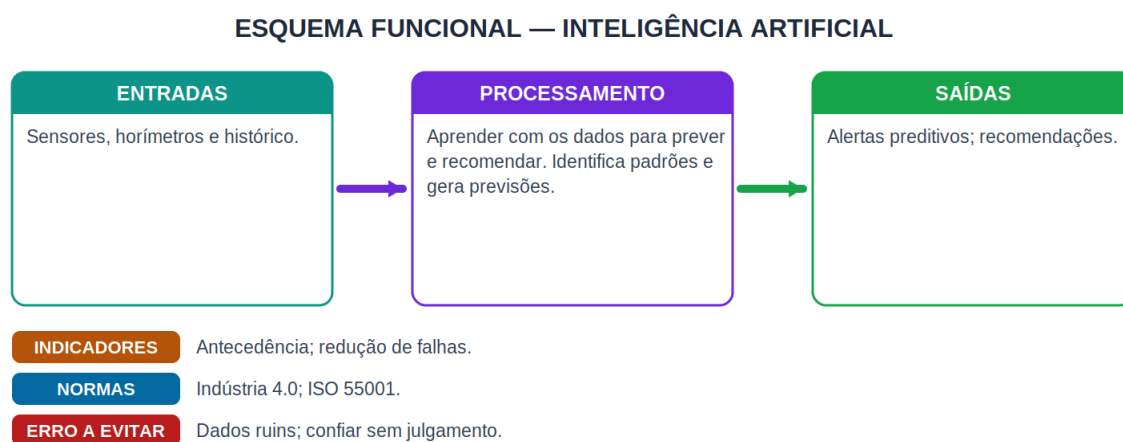 ESQUEMA FUNCIONAL — INTELIGÊNCIA ARTIFICIAL
ENTRADAS
Sensores, horímetros e histórico.
PROCESSAMENTO
Aprender com os dados para prever
e recomendar. Identifica padrões e
gera previsões.
SAÍDAS
Alertas preditivos; recomendações.
INDICADORES
Antecedência; redução de falhas.
NORMAS
Indústria 4.0; ISO 55001.
ERRO A EVITAR
Dados ruins; confiar sem julgamento.